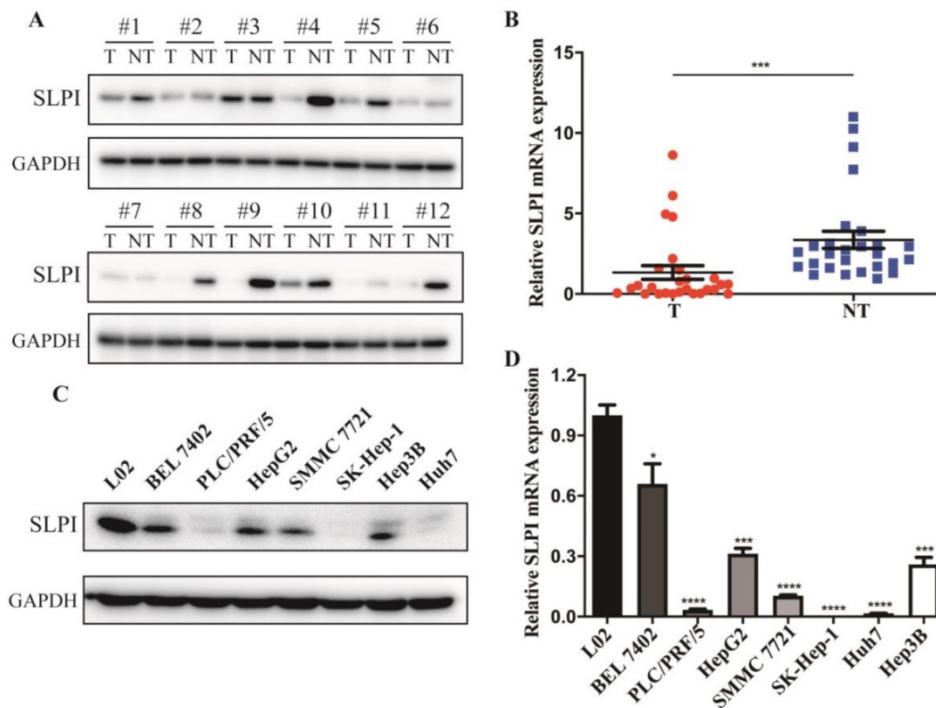 A
#1 #2 #3 #4 #5 #6
T NT T NT T NT T NT T NT T NT
SLPI
GAPDH
#7 #8 #9 #10 #11 #12
T NT T NT T NT T NT T NT T NT
SLPI
GAPDH
B
Relative SLPI mRNA expression
15
10
5
0
***
T NT
C
L02 BEL 7402 PLC/PRF/5 HepG2 SMMC 7721 SK-Hep-1 Hep3B Huh7
SLPI
GAPDH
D
Relative SLPI mRNA expression
1.2
0.9
0.6
0.3
0.0
* **** *** **** **** **** ***
L02 BEL 7402 PLC/PRF/5 HepG2 SMMC 7721 SK-Hep-1 Huh7 Hep3B